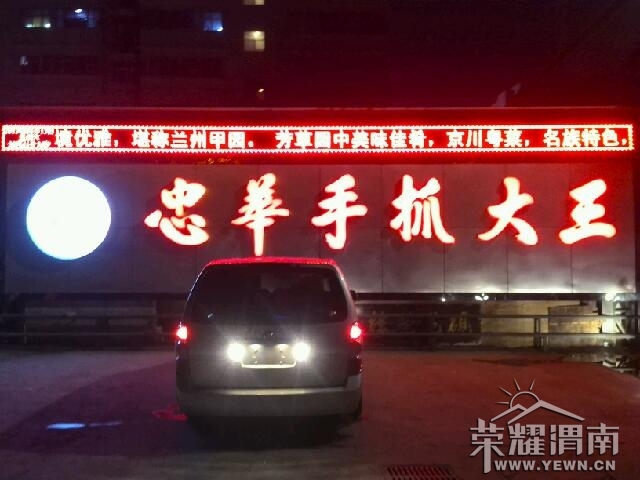 境优雅，堪称兰州甲园。 芳草园中美味佳肴，京川粤菜，名族特色，
忠華手抓大王
荣耀渭南
WWW.YEWN.CN